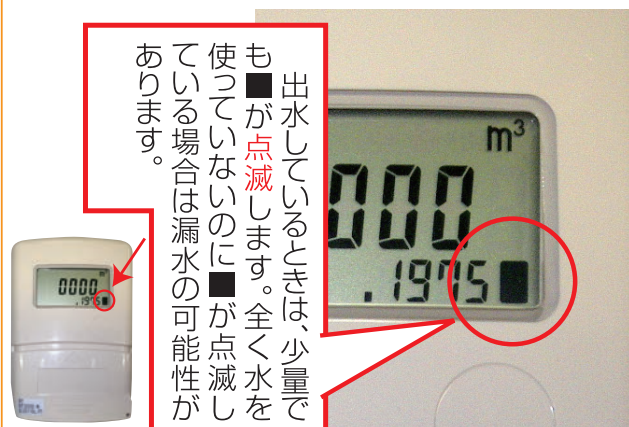 出水しているときは、少量で
も■が点滅します。全く水を
使っていないのに■が点滅し
ている場合は漏水の可能性が
あります。
m³
000
.1975
0000
.1975